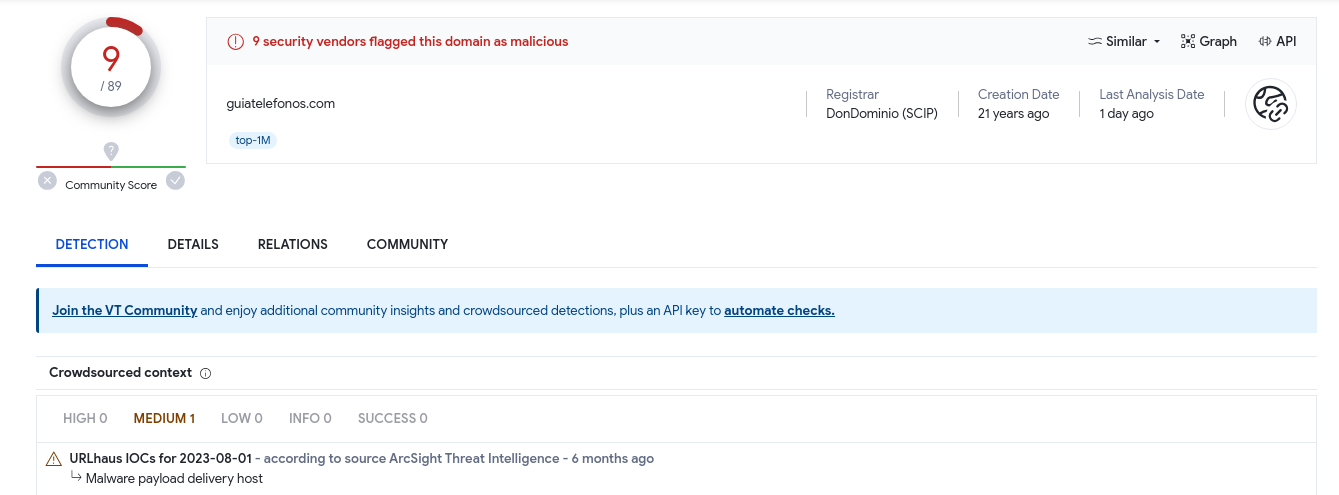 9
/ 89
Community Score
9 security vendors flagged this domain as malicious
Similar
Graph
API
guiatelefonos.com
top-1M
Registrar
DonDominio (SCIP)
Creation Date
21 years ago
Last Analysis Date
1 day ago
DETECTION DETAILS RELATIONS COMMUNITY
Join the VT Community and enjoy additional community insights and crowdsourced detections, plus an API key to automate checks.
Crowdsourced context
HIGH 0 MEDIUM 1 LOW 0 INFO 0 SUCCESS 0
URLhaus IOCs for 2023-08-01 - according to source ArcSight Threat Intelligence - 6 months ago
Malware payload delivery host